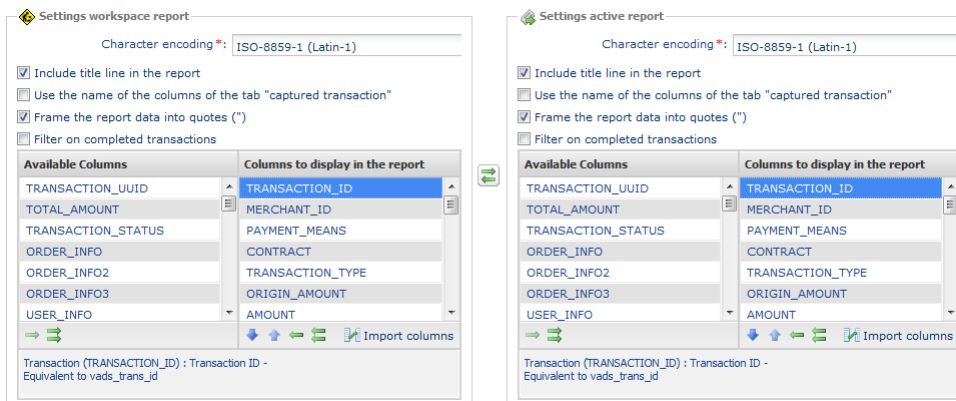 Settings workspace report
Character encoding*: ISO-8859-1 (Latin-1)
Include title line in the report
Use the name of the columns of the tab "captured transaction"
Frame the report data into quotes (")
Filter on completed transactions
Available Columns Columns to display in the report
TRANSACTION_UUID TRANSACTION_ID
TOTAL_AMOUNT MERCHANT_ID
TRANSACTION_STATUS PAYMENT_MEANS
ORDER_INFO CONTRACT
ORDER_INFO2 TRANSACTION_TYPE
ORDER_INFO3 ORIGIN_AMOUNT
USER_INFO AMOUNT
Import columns
Transaction (TRANSACTION_ID) : Transaction ID -
Equivalent to vads_trans_id
Settings active report
Character encoding*: ISO-8859-1 (Latin-1)
Include title line in the report
Use the name of the columns of the tab "captured transaction"
Frame the report data into quotes (")
Filter on completed transactions
Available Columns Columns to display in the report
TRANSACTION_UUID TRANSACTION_ID
TOTAL_AMOUNT MERCHANT_ID
TRANSACTION_STATUS PAYMENT_MEANS
ORDER_INFO CONTRACT
ORDER_INFO2 TRANSACTION_TYPE
ORDER_INFO3 ORIGIN_AMOUNT
USER_INFO AMOUNT
Import columns
Transaction (TRANSACTION_ID) : Transaction ID -
Equivalent to vads_trans_id